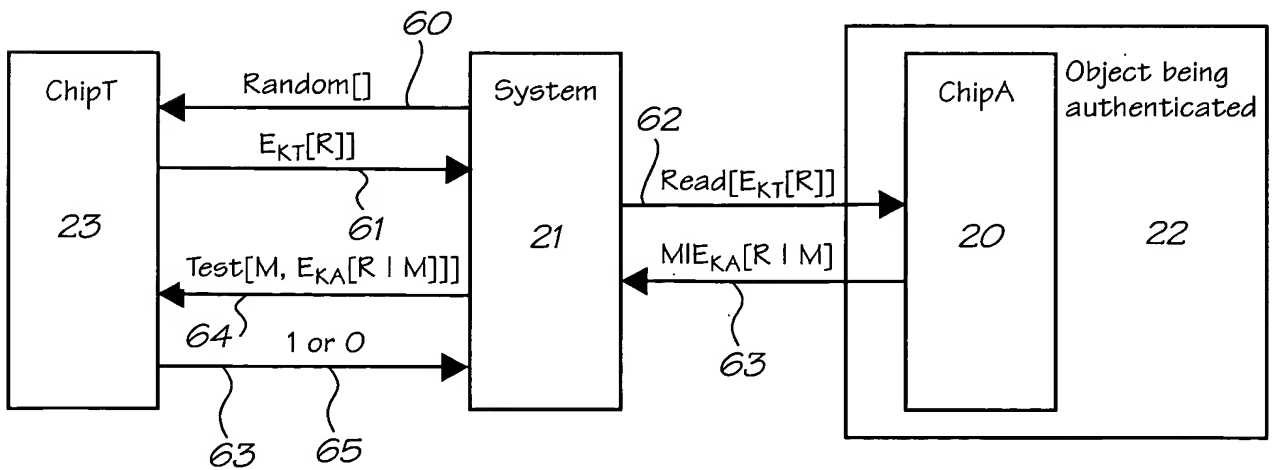 60
ChipT
Random[]
System
ChipA
Object being
authenticated
E_KT[R]]
62
Read[E_KT[R]]
61
23
21
20
22
Test[M, E_KA[R | M]]]
MIE_KA[R | M]
64
1 or 0
63
63
65